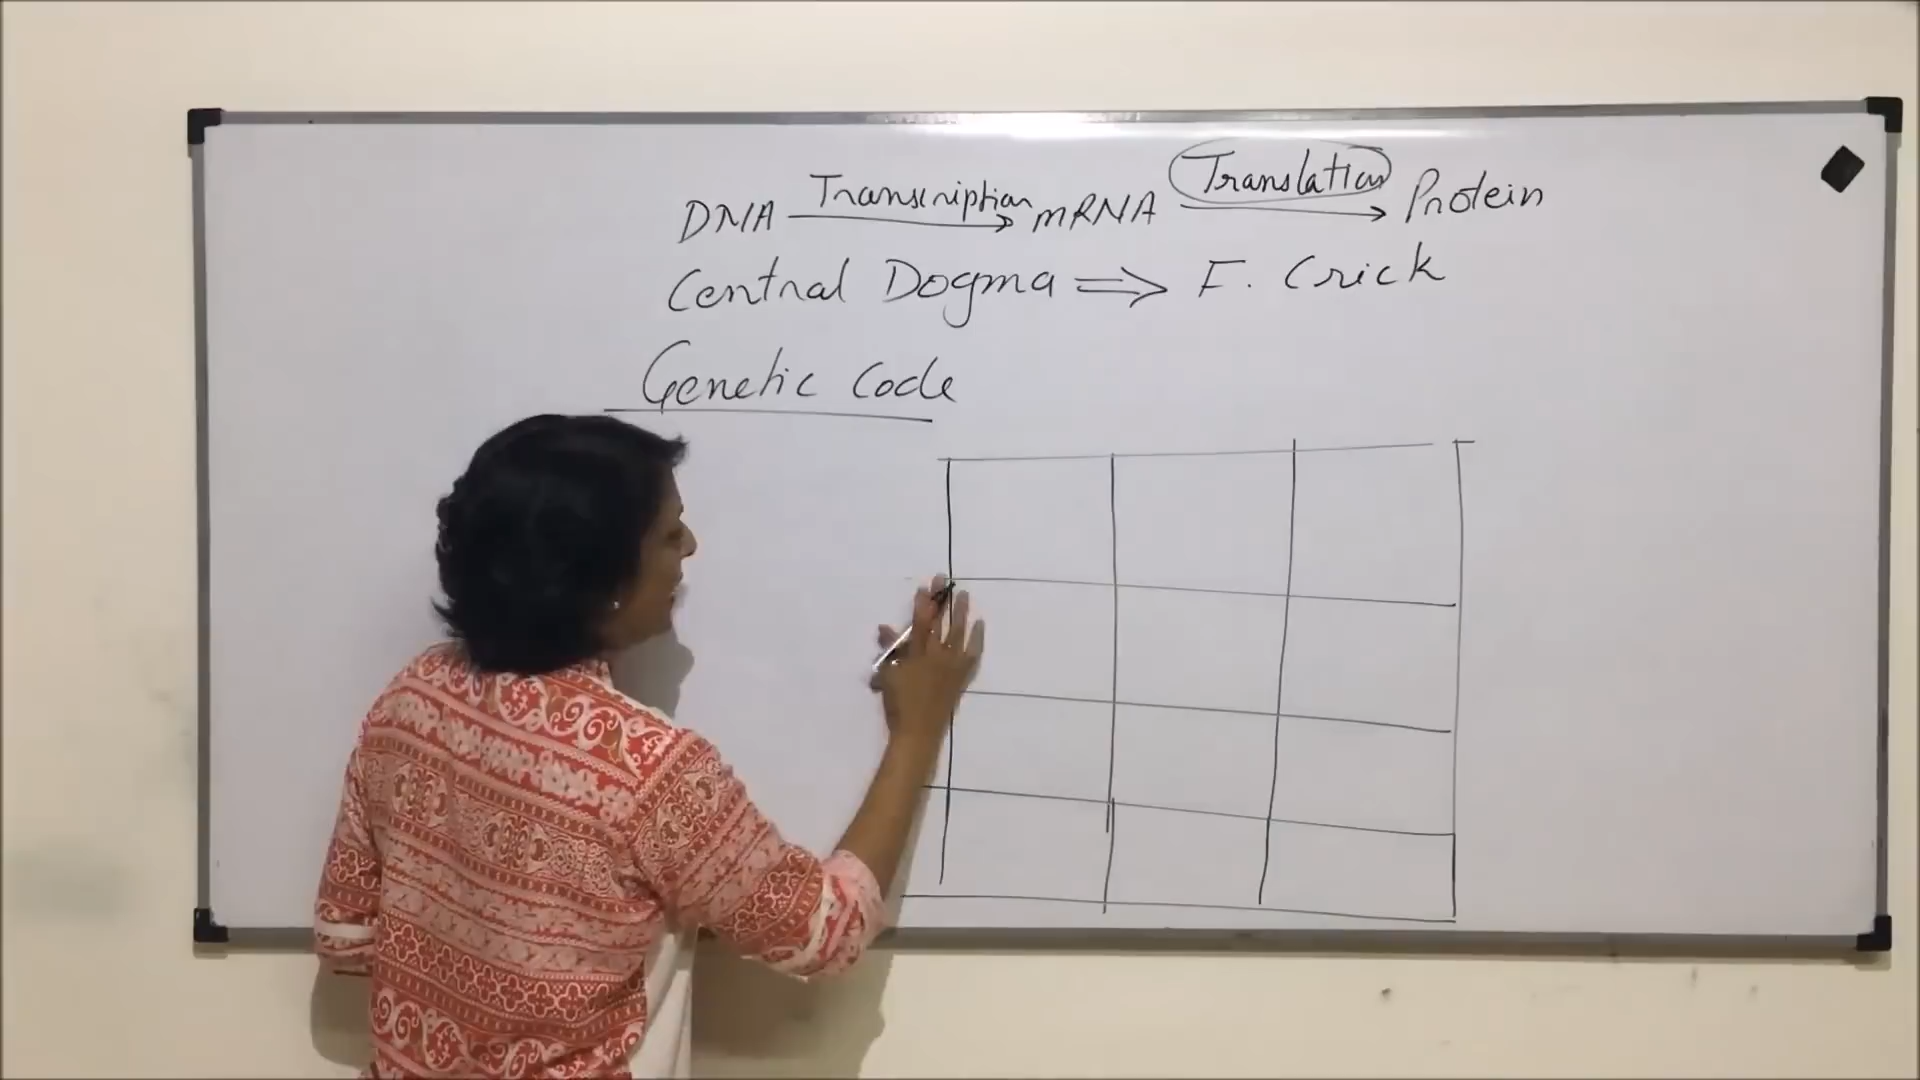 DNA Transcription mRNA Translation Protein
Central Dogma ⇒ F. Crick
Genetic Code